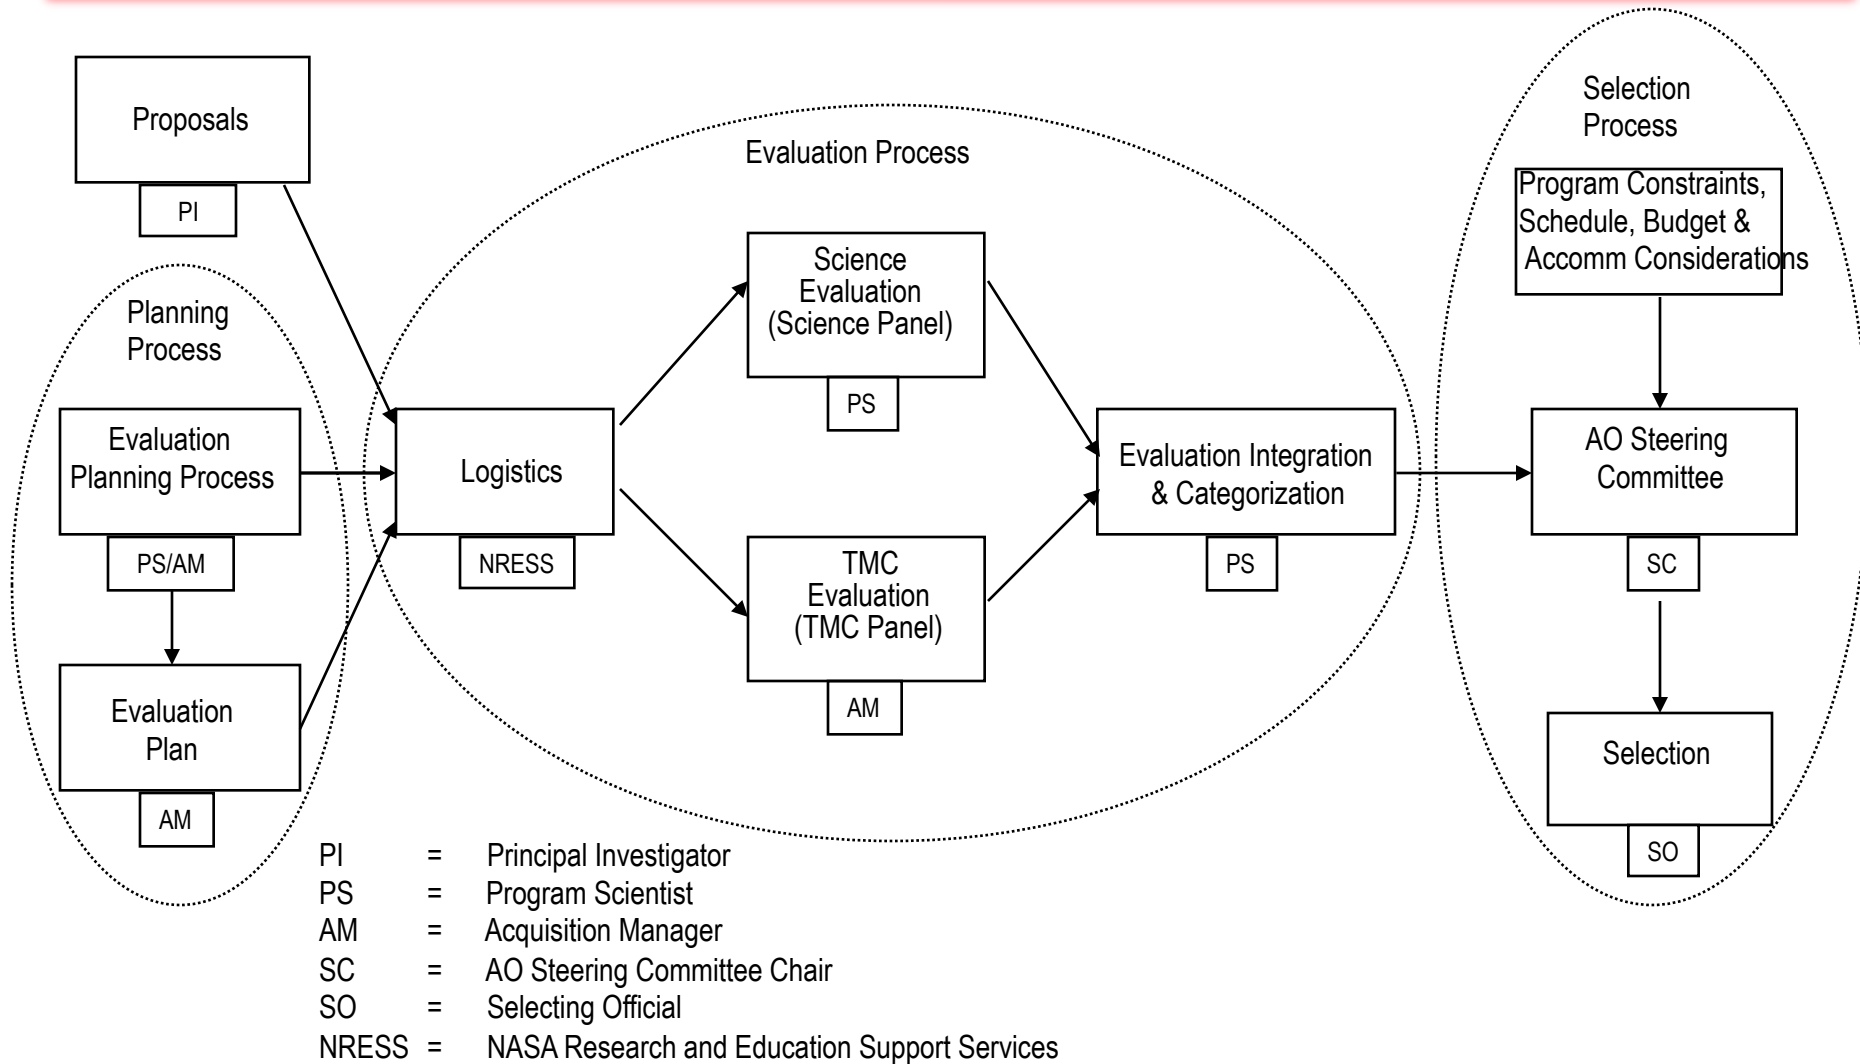 Proposals
PI
Planning
Process
Evaluation
Planning Process
PS/AM
Evaluation
Plan
AM
Evaluation Process
Logistics
NRESS
Science
Evaluation
(Science Panel)
PS
TMC
Evaluation
(TMC Panel)
AM
Evaluation Integration
& Categorization
PS
Selection
Process
Program Constraints,
Schedule, Budget &
Accomm Considerations
AO Steering
Committee
SC
Selection
SO
PI = Principal Investigator
PS = Program Scientist
AM = Acquisition Manager
SC = AO Steering Committee Chair
SO = Selecting Official
NRESS = NASA Research and Education Support Services